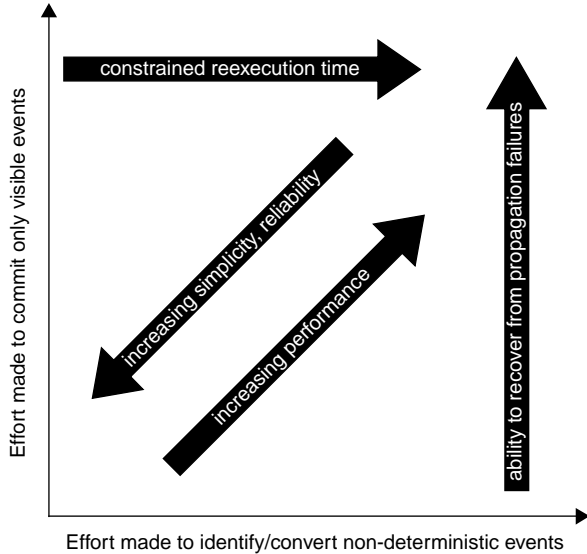 constrained reexecution time
increasing simplicity, reliability
increasing performance
ability to recover from propagation failures
Effort made to commit only visible events
Effort made to identify/convert non-deterministic events